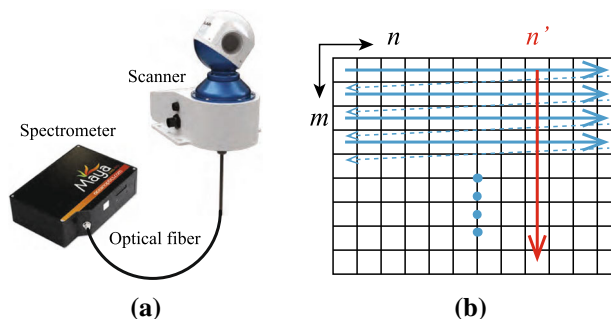 Scanner
Spectrometer
Maya
Optical fiber
(a)
n
n'
m
(b)